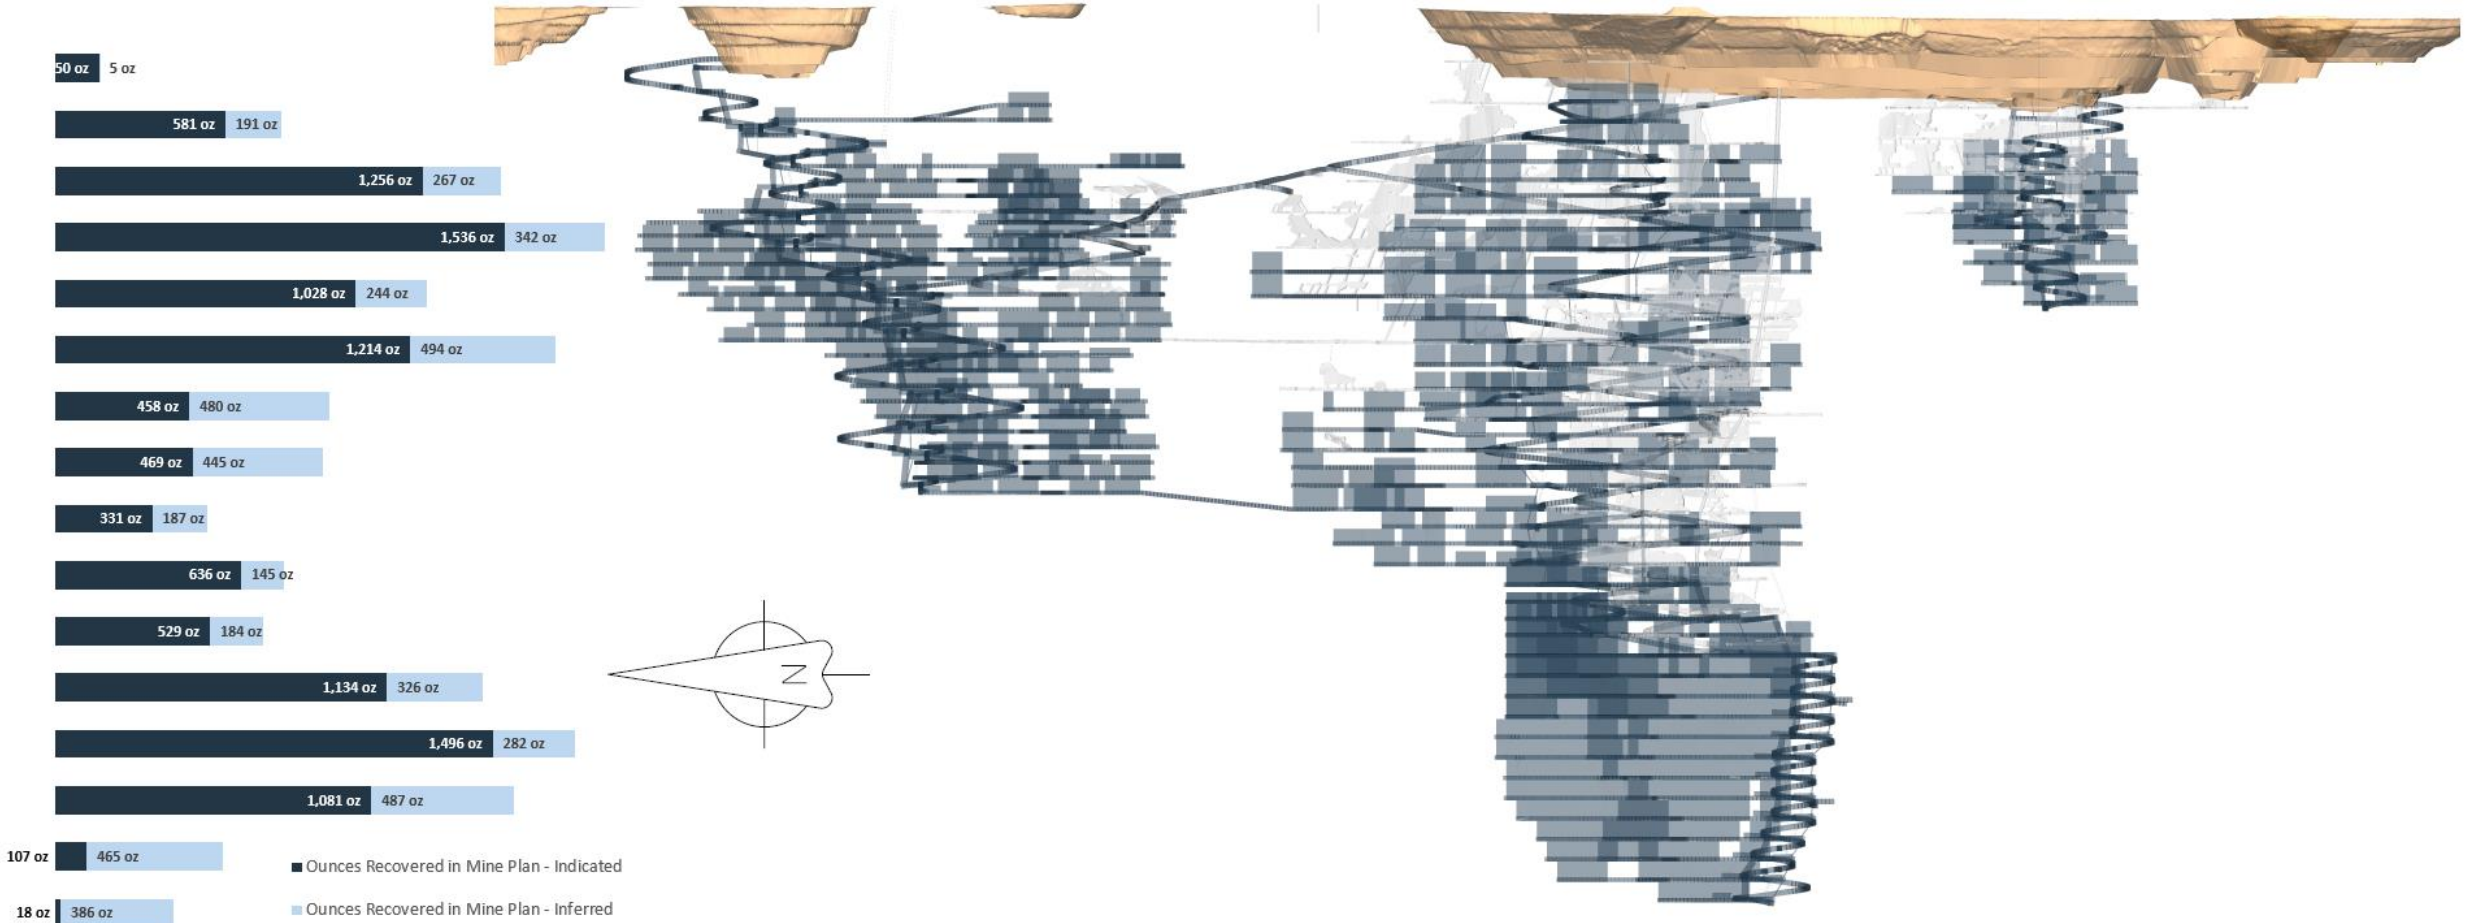 50 oz 5 oz
581 oz 191 oz
1,256 oz 267 oz
1,536 oz 342 oz
1,028 oz 244 oz
1,214 oz 494 oz
458 oz 480 oz
469 oz 445 oz
331 oz 187 oz
636 oz 145 oz
529 oz 184 oz
1,134 oz 326 oz
N
1,496 oz 282 oz
1,081 oz 487 oz
107 oz 465 oz
Ounces Recovered in Mine Plan - Indicated
18 oz 386 oz
Ounces Recovered in Mine Plan - Inferred